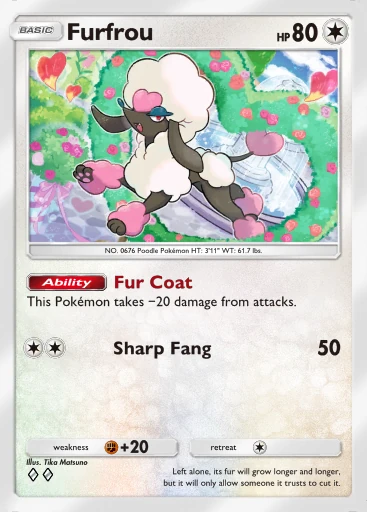 BASIC Furfrou HP 80
NO. 0676 Poodle Pokémon HT: 3'11" WT: 61.7 lbs.
Ability Fur Coat
This Pokémon takes −20 damage from attacks.
Sharp Fang 50
weakness +20 retreat
Illus. Tika Matsuno
Left alone, its fur will grow longer and longer,
but it will only allow someone it trusts to cut it.